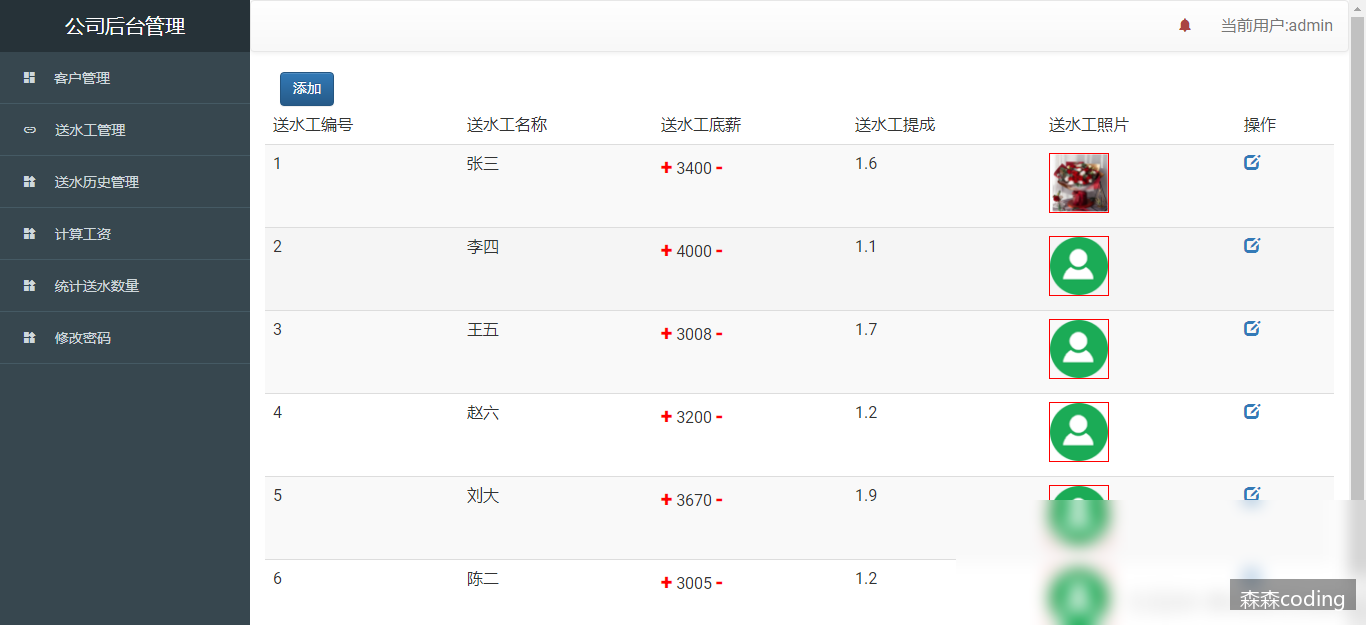 公司后台管理
当前用户:admin
客户管理
送水工管理
送水历史管理
计算工资
统计送水数量
修改密码
添加
送水工编号 送水工名称 送水工底薪 送水工提成 送水工照片 操作
1 张三 + 3400 - 1.6
2 李四 + 4000 - 1.1
3 王五 + 3008 - 1.7
4 赵六 + 3200 - 1.2
5 刘大 + 3670 - 1.9
6 陈二 + 3005 - 1.2
森森coding